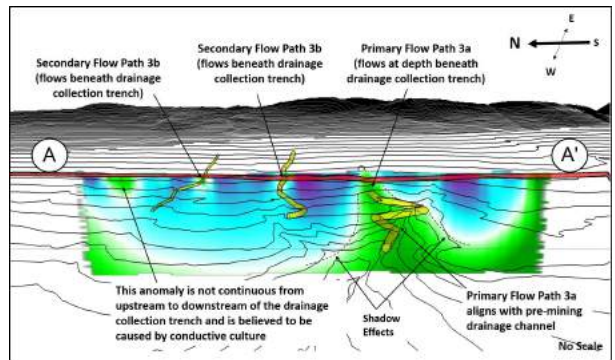 Secondary Flow Path 3b
(flows beneath drainage
collection trench)
Secondary Flow Path 3b
(flows beneath drainage
collection trench)
Primary Flow Path 3a
(flows at depth beneath
drainage collection trench)
E
N
S
W
A
A'
This anomaly is not continuous from
upstream to downstream of the drainage
collection trench and is believed to be
caused by conductive culture
Shadow
Effects
Primary Flow Path 3a
aligns with pre-mining
drainage channel
No Scale